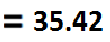 = 35.42